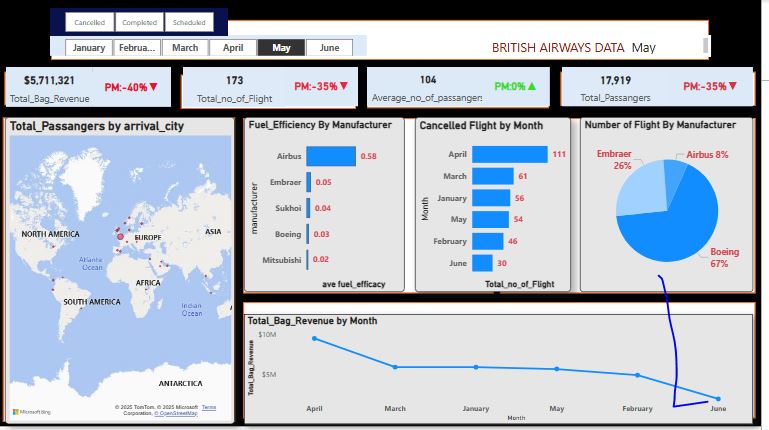 Cancelled Completed Scheduled
January Februa... March April May June
BRITISH AIRWAYS DATA May
$5,711,321 PM:-40%▼
Total_Bag_Revenue
173 PM:-35%▼
Total_no_of_Flight
104 PM:0%▲
Average_no_of_passangers
17,919 PM:-35%▼
Total_Passangers
Total_Passangers by arrival_city
NORTH AMERICA
EUROPE
ASIA
Atlantic
Ocean
AFRICA
SOUTH AMERICA
Indian
Ocean
ANTARCTICA
Microsoft Bing
© 2025 TomTom, © 2025 Microsoft Terms
Corporation, © OpenStreetMap
Fuel_Efficiency By Manufacturer
manufacturer
Airbus 0.58
Embraer 0.05
Sukhoi 0.04
Boeing 0.03
Mitsubishi 0.02
ave fuel_efficacy
Cancelled Flight by Month
Month
April 111
March 61
January 56
May 54
February 46
June 30
Total_no_of_Flight
Number of Flight By Manufacturer
Embraer
26%
Airbus 8%
Boeing
67%
Total_Bag_Revenue by Month
Total_Bag_Revenue
$10M
$5M
April March January May February June
Month